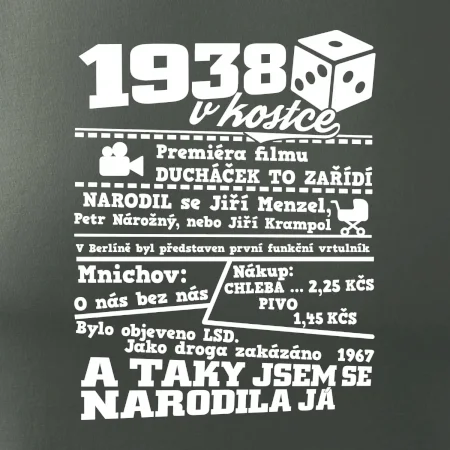 1938
v kostce
Premiéra filmu
DUCHÁČEK TO ZAŘÍDÍ
NARODIL se Jiří Menzel,
Petr Nárožný, nebo Jiří Krampol
V Berlíně byl představen první funkční vrtulník
Mnichov:
O nás bez nás
Nákup:
CHLEBA ... 2,25 KČS
PIVO
1,45 KČS
Bylo objeveno LSD.
Jako droga zakázáno 1967
A TAKY JSEM SE
NARODILA JÁ